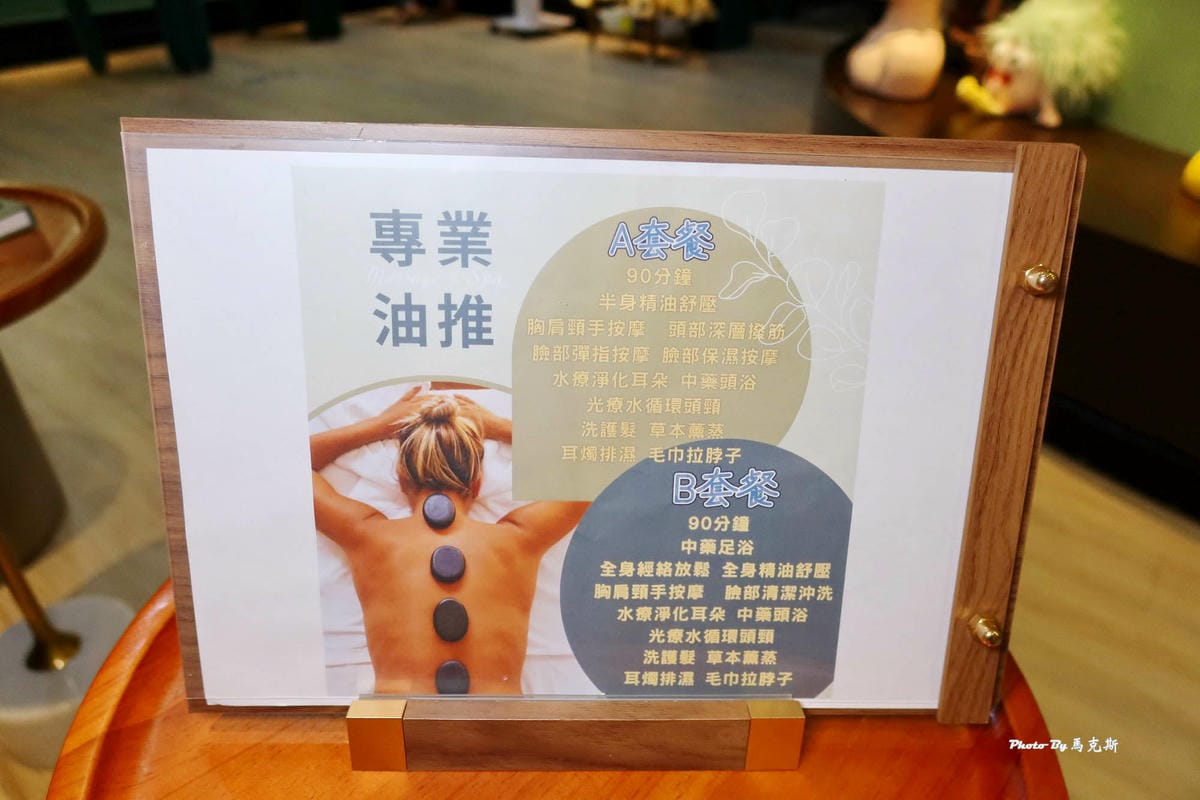 專業
Massage & Spa
油推
A套餐
90分鐘
半身精油舒壓
胸肩頸手按摩 頭部深層撥筋
臉部彈指按摩 臉部保濕按摩
水療淨化耳朵 中藥頭浴
光療水循環頭頸
洗護髮 草本薰蒸
耳燭排濕 毛巾拉脖子
B套餐
90分鐘
中藥足浴
全身經絡放鬆 全身精油舒壓
胸肩頸手按摩 臉部清潔沖洗
水療淨化耳朵 中藥頭浴
光療水循環頭頸
洗護髮 草本薰蒸
耳燭排濕 毛巾拉脖子
Photo By 馬克斯